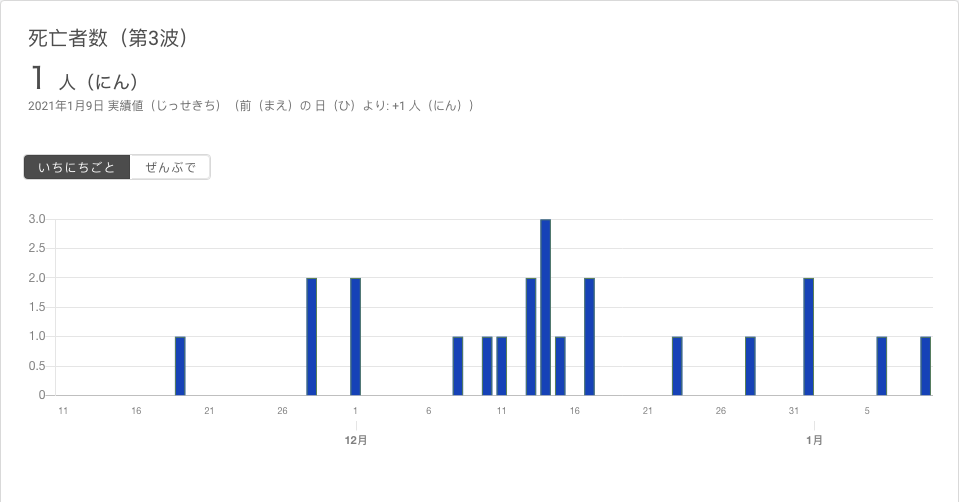 死亡者数（第3波）
1 人（にん）
2021年1月9日 実績値（じっせきち）（前（まえ）の 日（ひ）より: +1 人（にん））
いちにちごと ぜんぶで
3.0
2.5
2.0
1.5
1.0
0.5
0
11 16 21 26 1 6 11 16 21 26 31 5
12月 1月